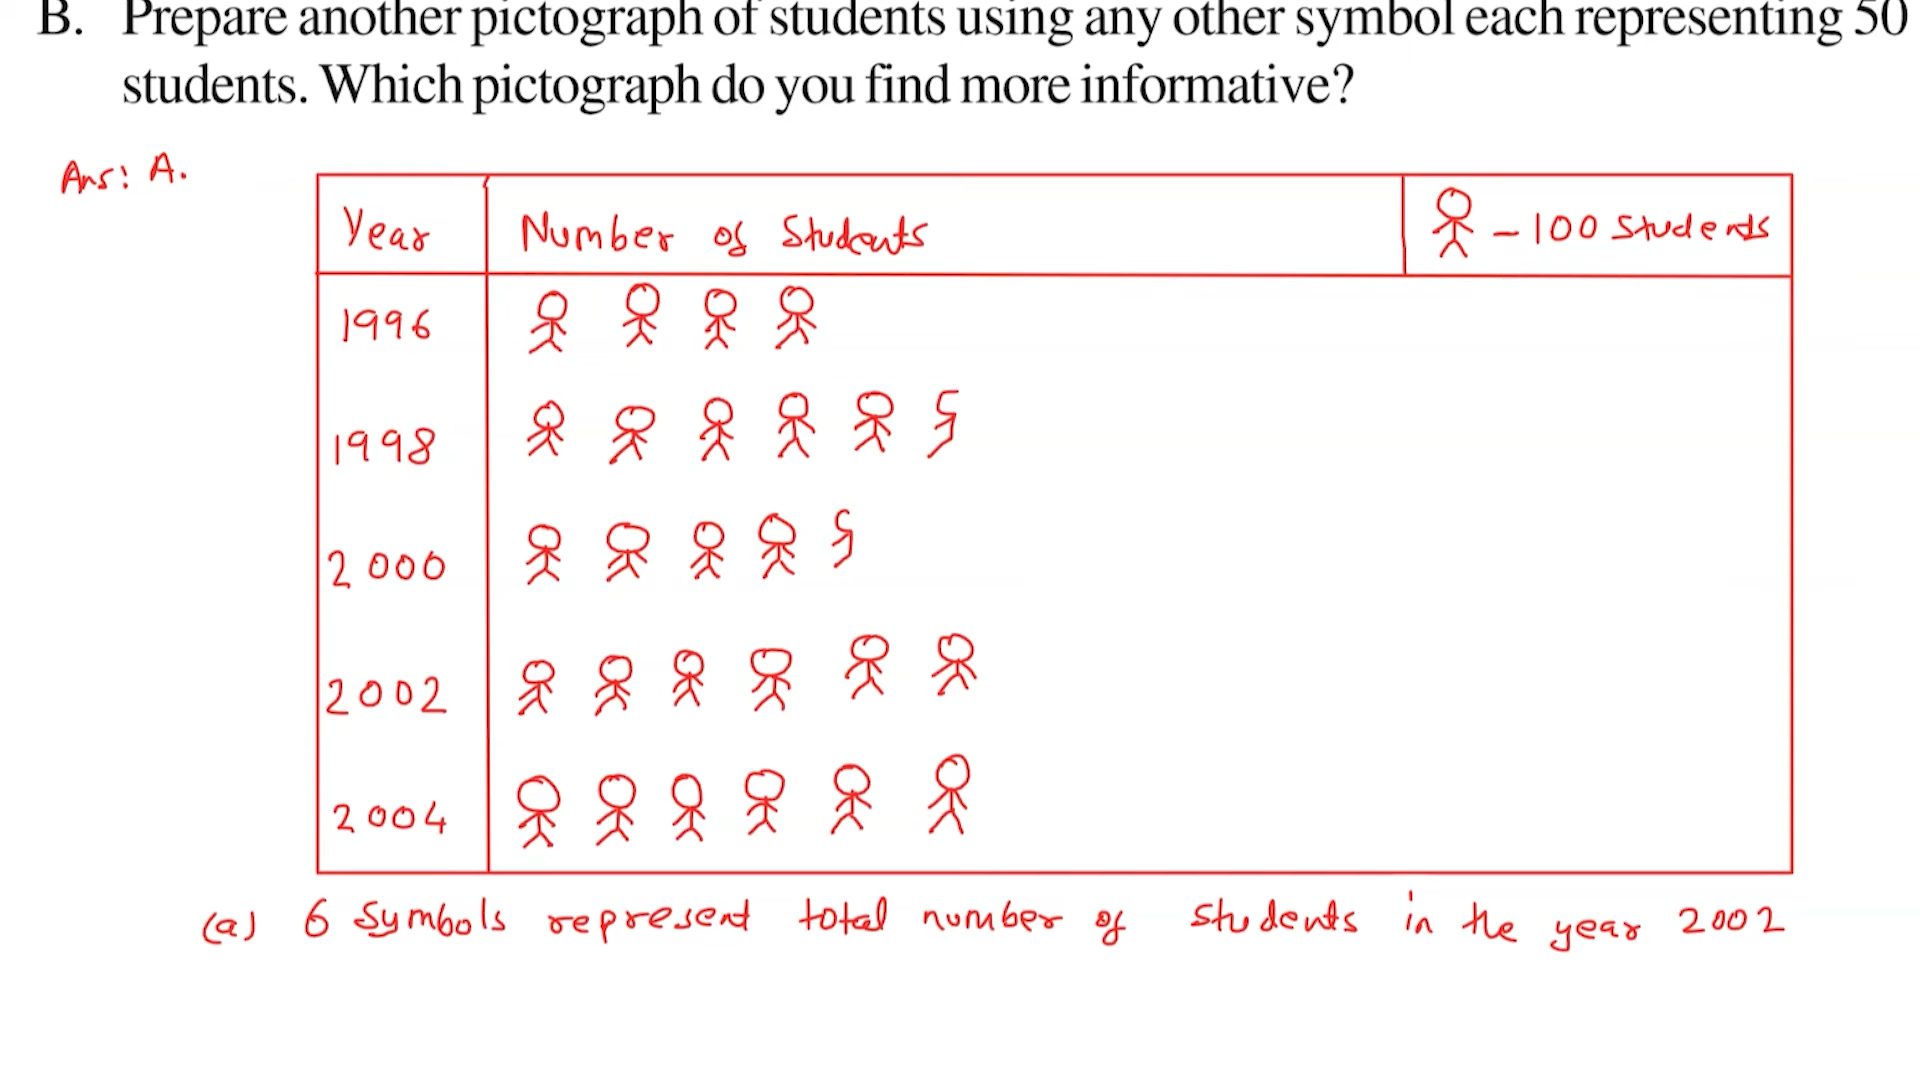 B. Prepare another pictograph of students using any other symbol each representing 50
students. Which pictograph do you find more informative?
Ans: A.
Year Number of Students - 100 Students
1996
1998
2000
2002
2004
(a) 6 Symbols represent total number of students in the year 2002